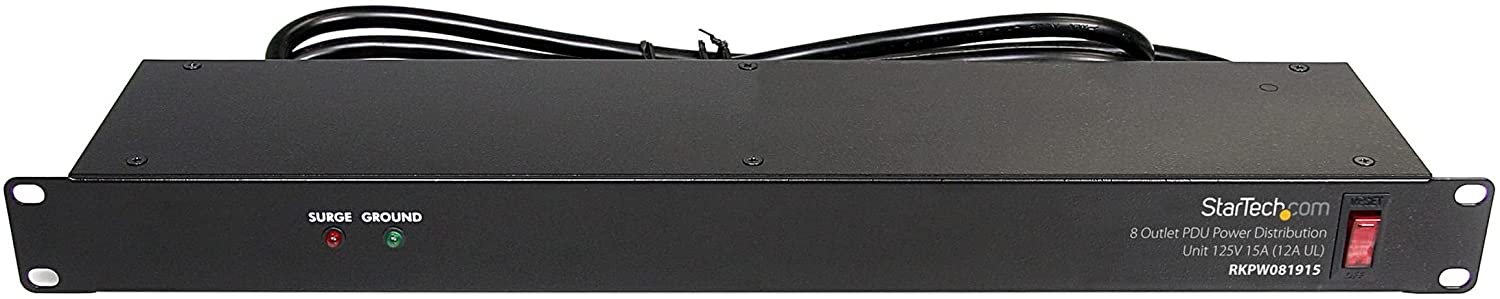 SURGE GROUND
StarTech.com
8 Outlet PDU Power Distribution
Unit 125V 15A (12A UL)
RKPW081915
RESET
OFF